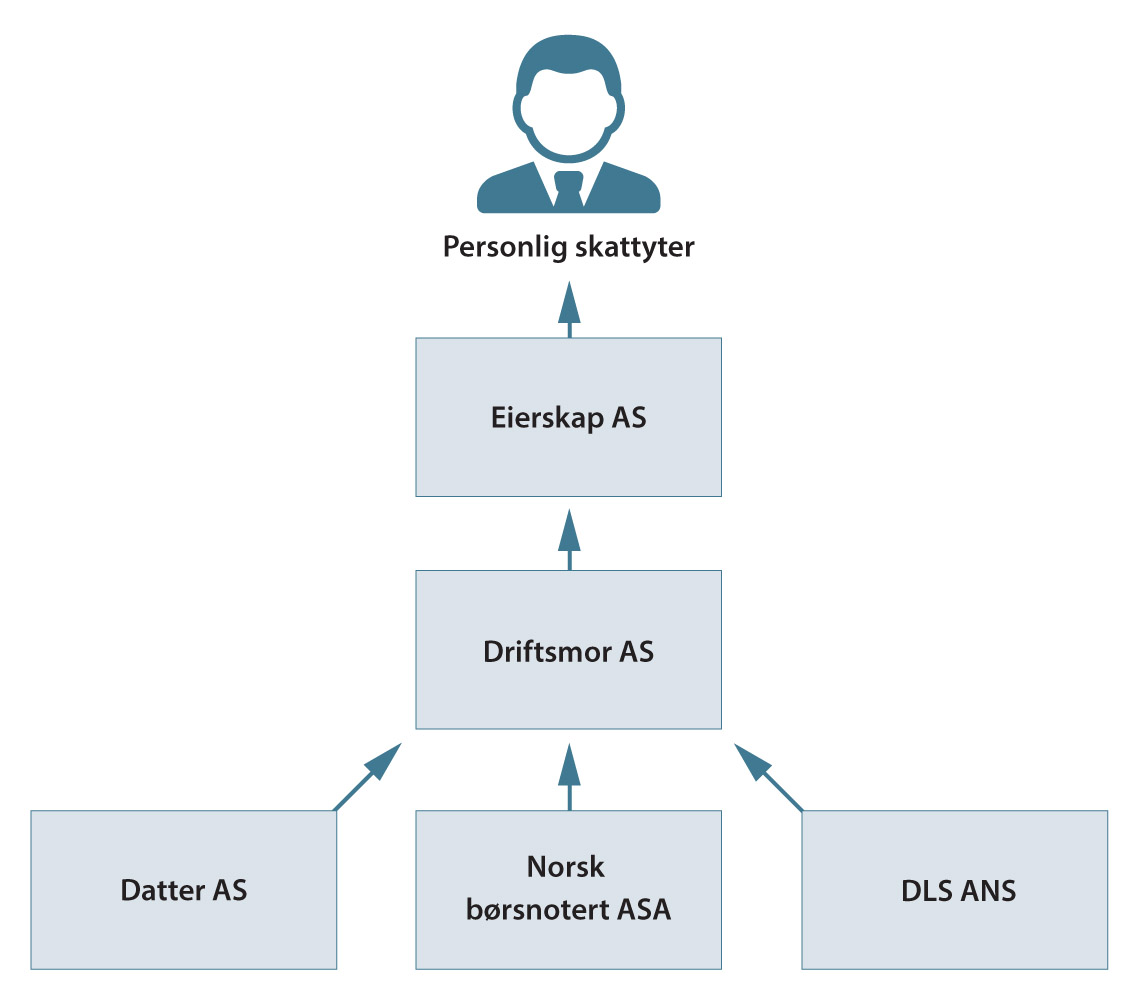 Personlig skattyter
Eierskap AS
Driftsmor AS
Datter AS
Norsk
børsnotert ASA
DLS ANS